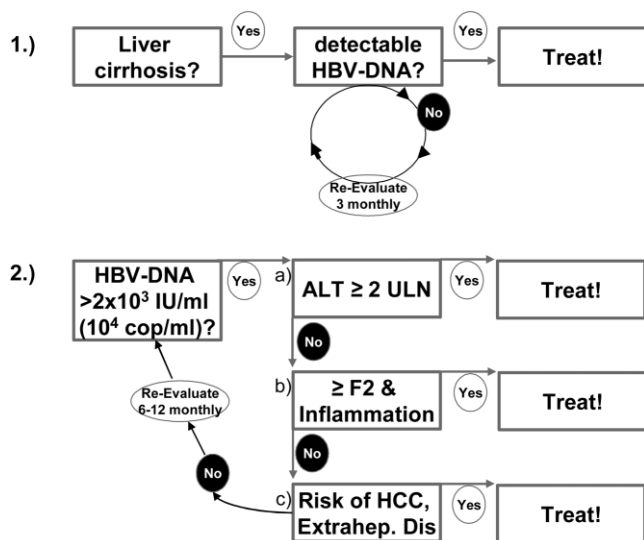 1.)
Liver
cirrhosis?
Yes
detectable
HBV-DNA?
Yes
Treat!
No
Re-Evaluate
3 monthly
2.)
HBV-DNA
>2x10³ IU/ml
(10⁴ cop/ml)?
Yes
a)
ALT ≥ 2 ULN
Yes
Treat!
No
b)
≥ F2 &
Inflammation
Yes
Treat!
Re-Evaluate
6-12 monthly
No
No
c)
Risk of HCC,
Extrahep. Dis
Yes
Treat!